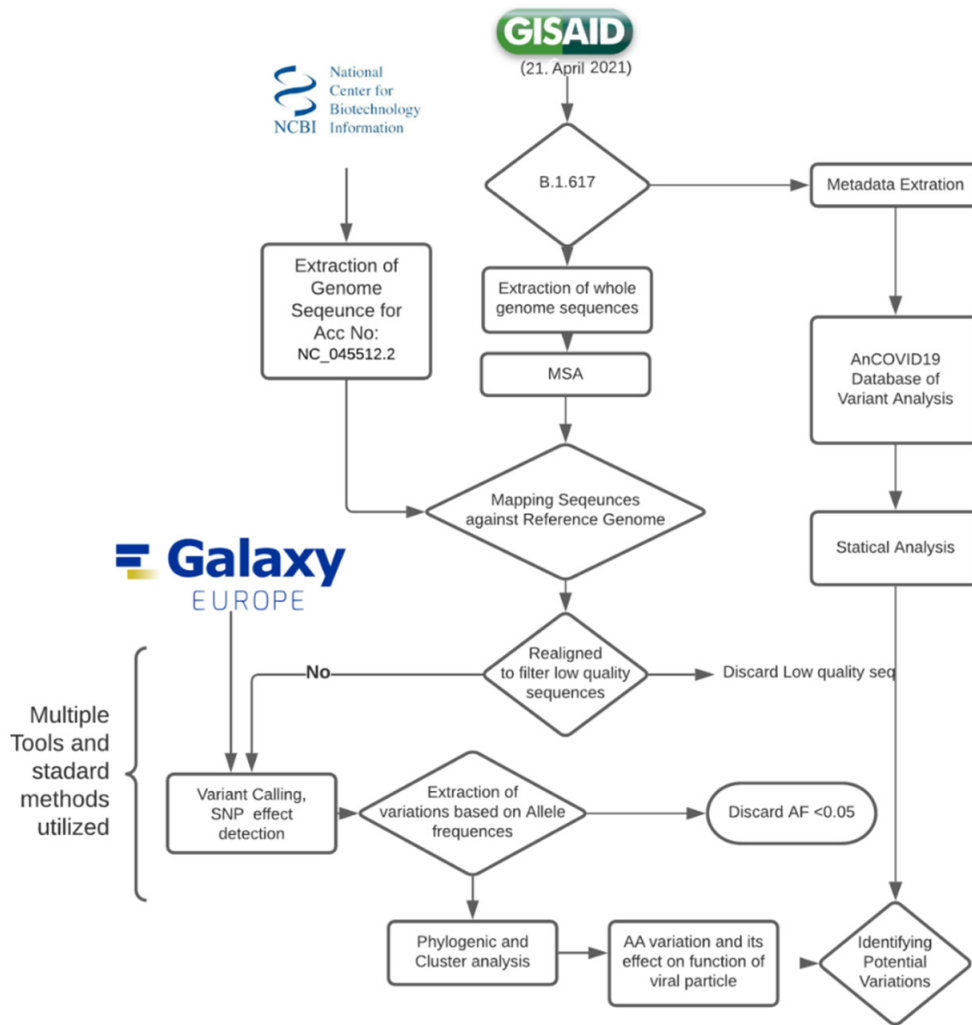 GISAID
(21. April 2021)
National
Center for
Biotechnology
Information
NCBI
B.1.617
Metadata Extration
Extraction of
Genome
Seqeunce for
Acc No:
NC_045512.2
Extraction of whole
genome sequences
MSA
AnCOVID19
Database of
Variant Analysis
Mapping Seqeunces
against Reference Genome
Statical Analysis
Galaxy
EUROPE
Realigned
to filter low quality
sequences
No
Discard Low quality seq
Multiple
Tools and
stadard
methods
utilized
Variant Calling,
SNP effect
detection
Extraction of
variations based on Allele
frequences
Discard AF <0.05
Phylogenic and
Cluster analysis
AA variation and its
effect on function of
viral particle
Identifying
Potential
Variations